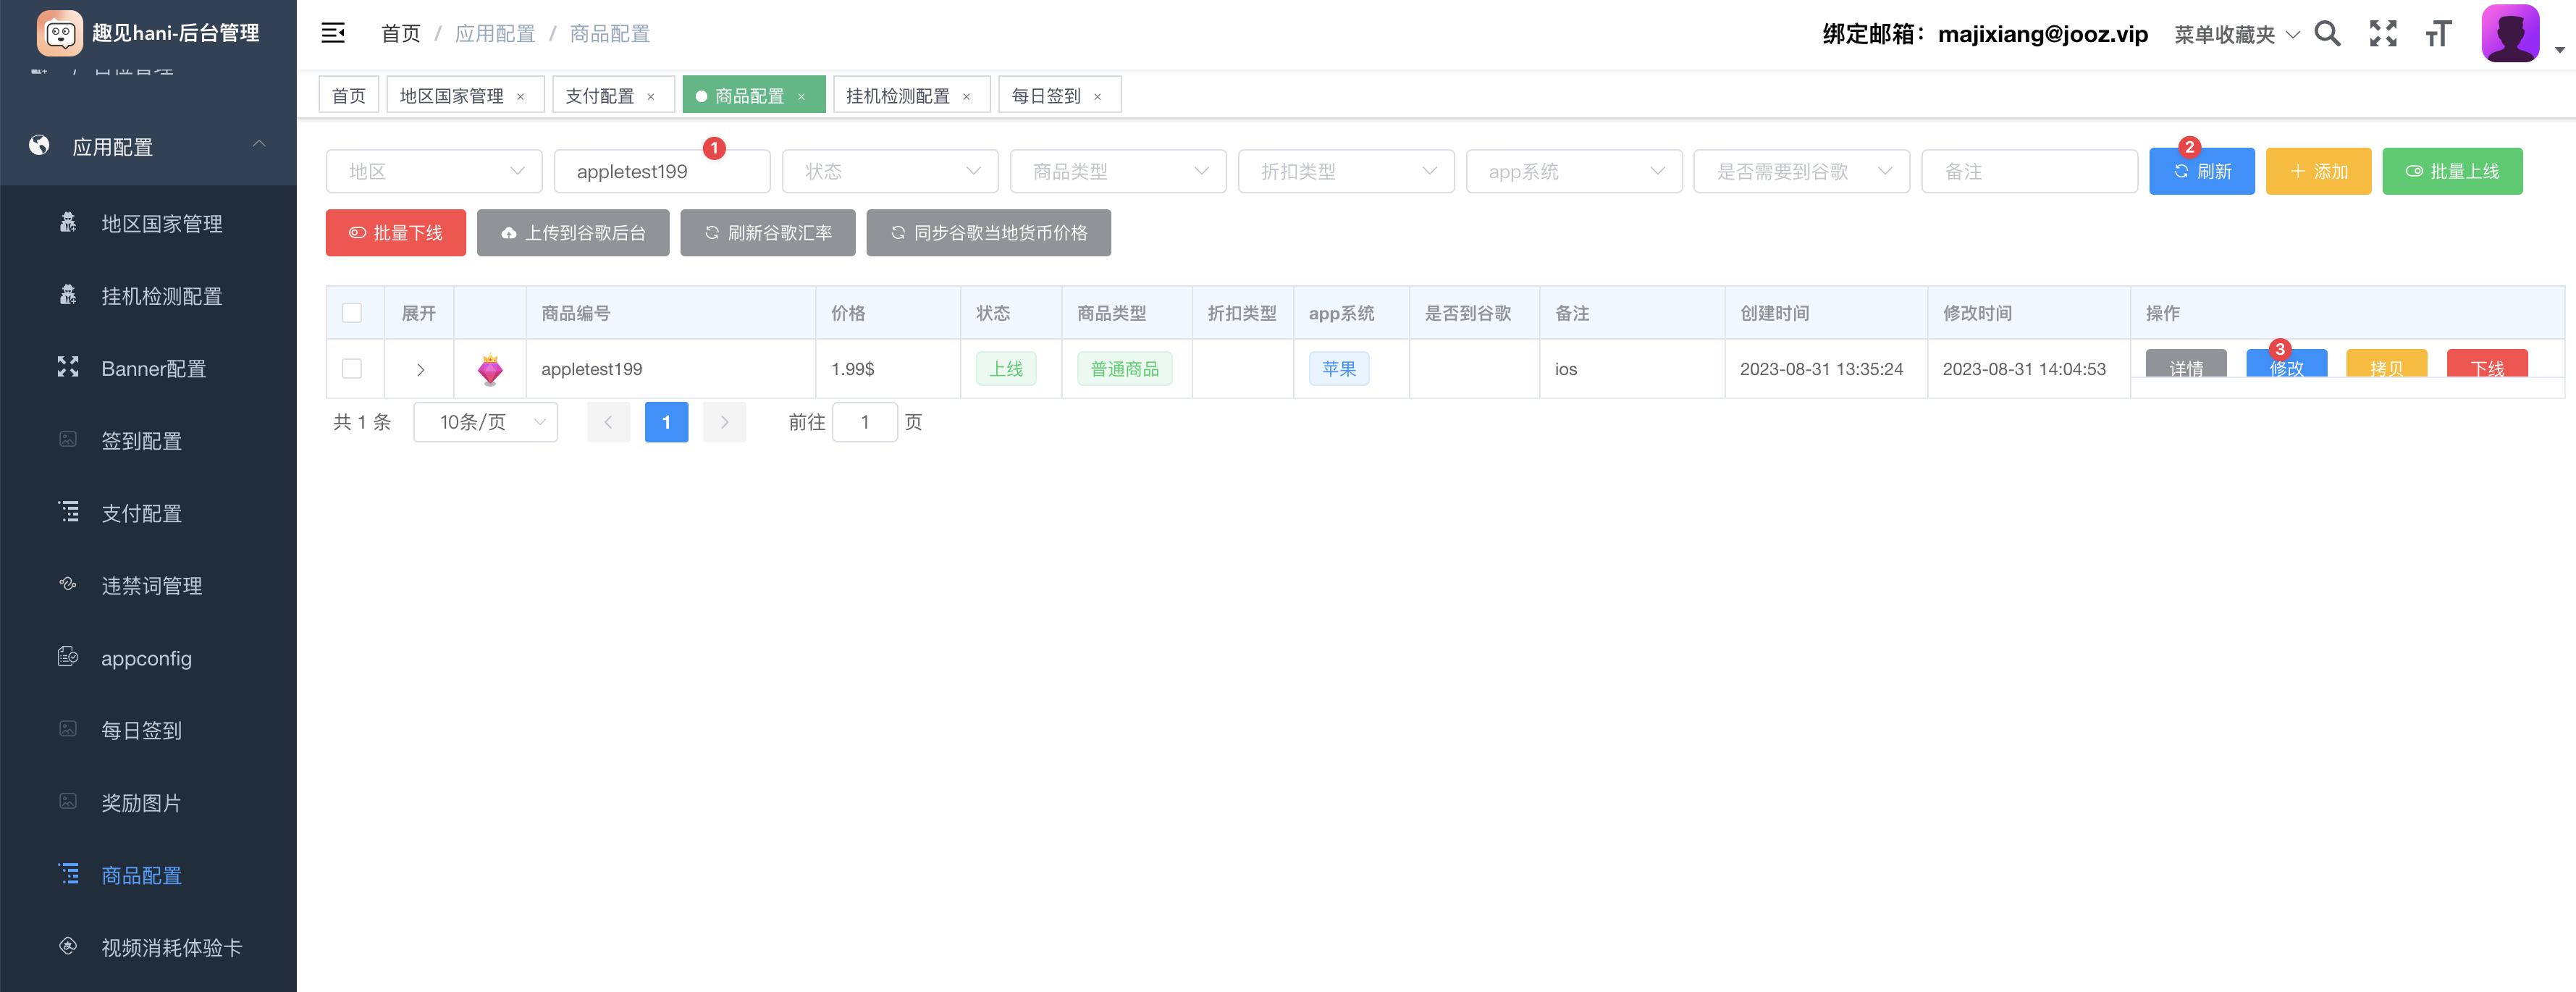 趣见hani-后台管理
首页 / 应用配置 / 商品配置
绑定邮箱：majixiang@jooz.vip
菜单收藏夹
首页
地区国家管理 ×
支付配置 ×
商品配置 ×
挂机检测配置 ×
每日签到 ×
应用配置
地区国家管理
挂机检测配置
Banner配置
签到配置
支付配置
违禁词管理
appconfig
每日签到
奖励图片
商品配置
视频消耗体验卡
地区
appletest199
1
状态
商品类型
折扣类型
app系统
是否需要到谷歌
备注
2
刷新
添加
批量上线
批量下线
上传到谷歌后台
刷新谷歌汇率
同步谷歌当地货币价格
展开 商品编号 价格 状态 商品类型 折扣类型 app系统 是否到谷歌 备注 创建时间 修改时间 操作
appletest199 1.99$ 上线 普通商品 苹果 ios 2023-08-31 13:35:24 2023-08-31 14:04:53 详情 3 修改 拷贝 下线
共 1 条 10条/页 1 前往 1 页